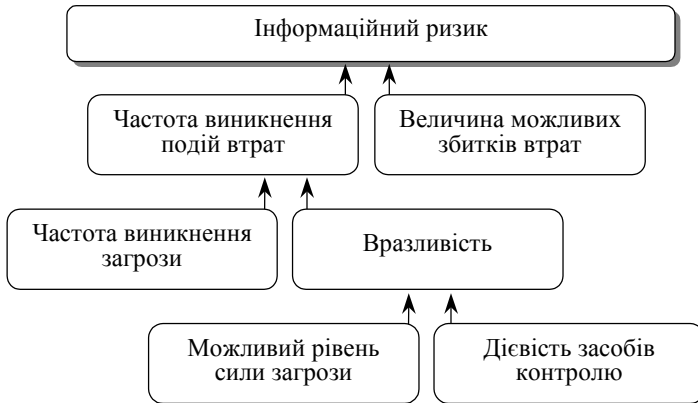 Інформаційний ризик
Частота виникнення
подій втрат
Величина можливих
збитків втрат
Частота виникнення
загрози
Вразливість
Можливий рівень
сили загрози
Дієвість засобів
контролю